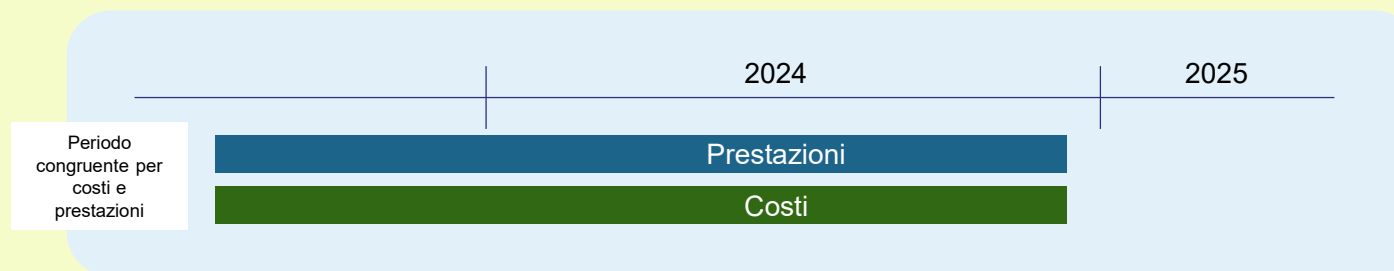 2024
2025
Periodo
congruente per
costi e
prestazioni
Prestazioni
Costi